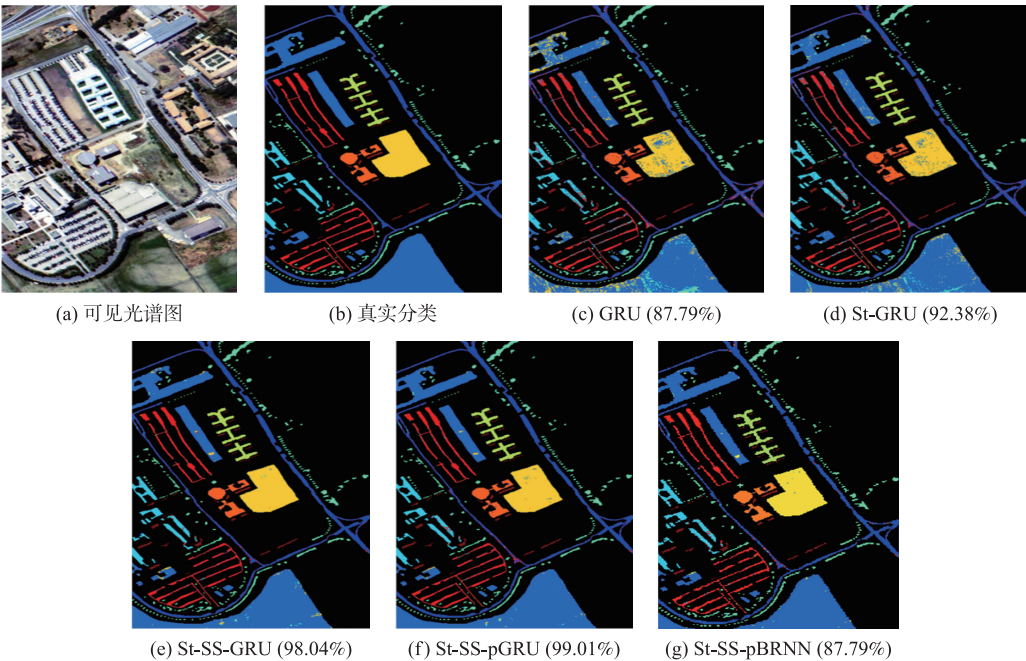 (a) 可见光谱图
(b) 真实分类
(c) GRU (87.79%)
(d) St-GRU (92.38%)
(e) St-SS-GRU (98.04%)
(f) St-SS-pGRU (99.01%)
(g) St-SS-pBRNN (87.79%)